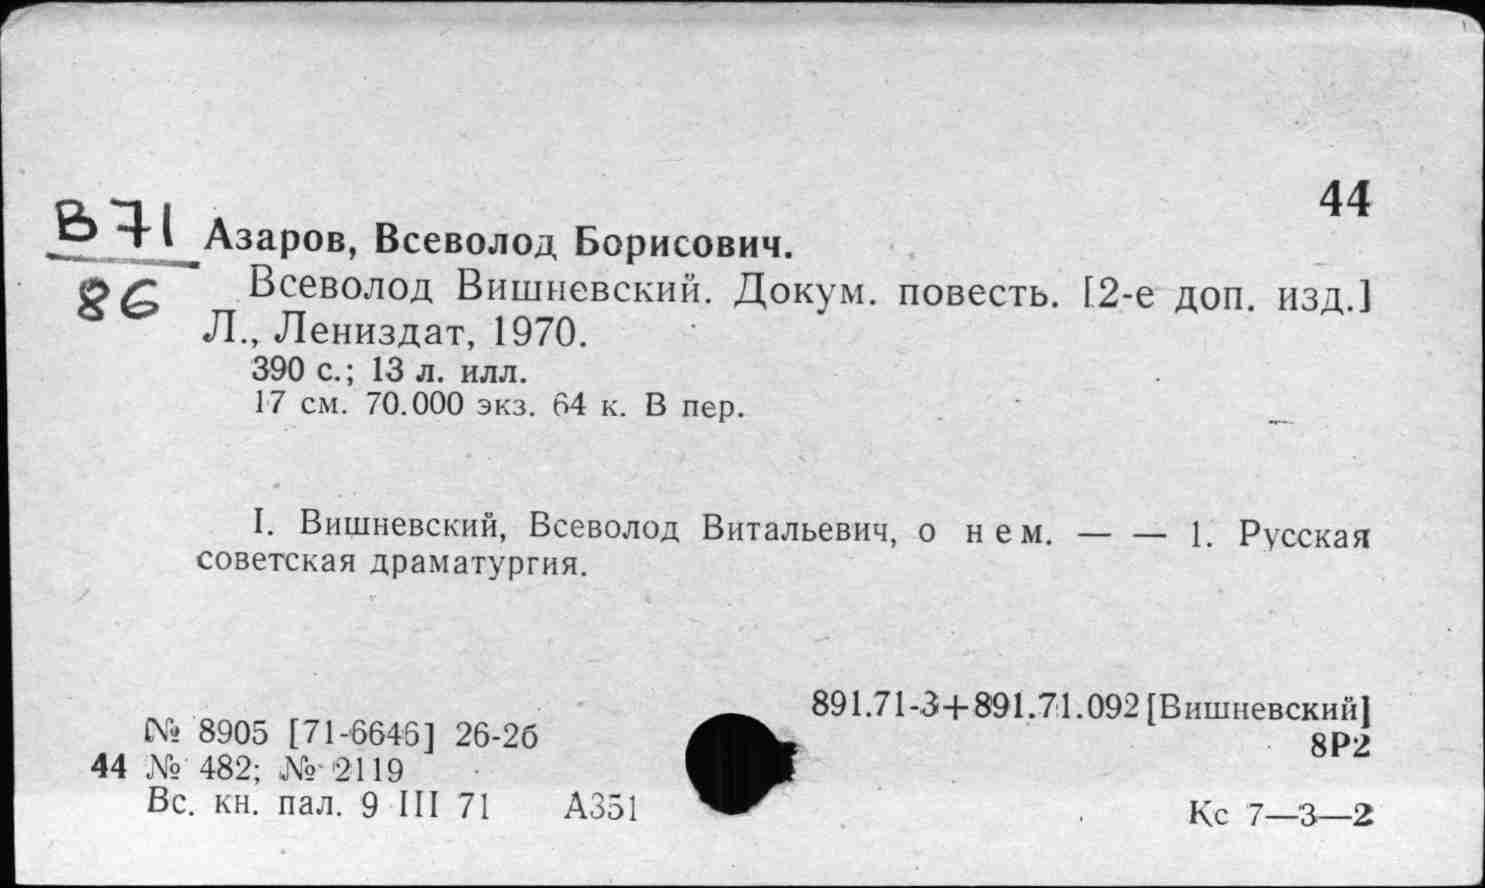 44
В71
86
Азаров, Всеволод Борисович.
Всеволод Вишневский. Докум. повесть. [2-е доп. изд.]
Л., Лениздат, 1970.
390 с.; 13 л. илл.
17 см. 70.000 экз. 64 к. В пер.
I. Вишневский, Всеволод Витальевич, о нем. — — 1. Русская
советская драматургия.
891.71-3+891.71.092[Вишневский]
8Р2
№ 8905 [71-6646] 26-2б
44 № 482; № 2119
Вс. кн. пал. 9 III 71 А351
Кс 7—3—2